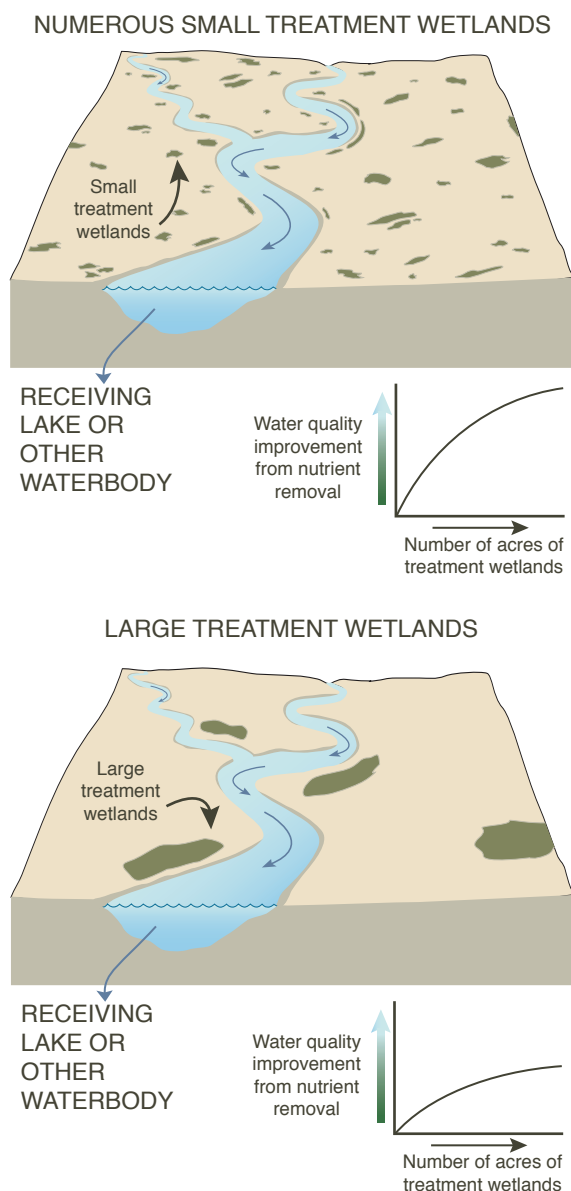 NUMEROUS SMALL TREATMENT WETLANDS
Small
treatment
wetlands
RECEIVING
LAKE OR
OTHER
WATERBODY
Water quality
improvement
from nutrient
removal
Number of acres of
treatment wetlands
LARGE TREATMENT WETLANDS
Large
treatment
wetlands
RECEIVING
LAKE OR
OTHER
WATERBODY
Water quality
improvement
from nutrient
removal
Number of acres of
treatment wetlands